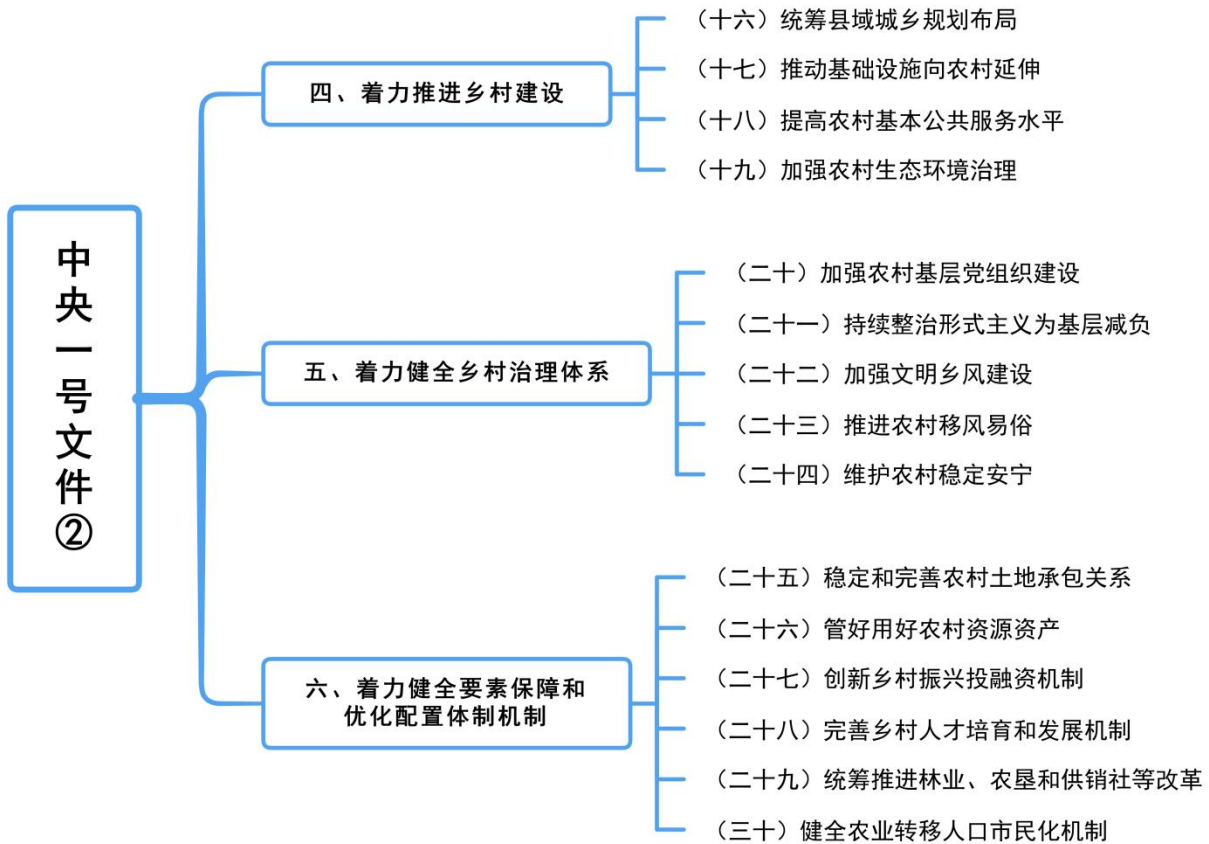 中央一号文件②
四、着力推进乡村建设
（十六）统筹县域城乡规划布局
（十七）推动基础设施向农村延伸
（十八）提高农村基本公共服务水平
（十九）加强农村生态环境治理
五、着力健全乡村治理体系
（二十）加强农村基层党组织建设
（二十一）持续整治形式主义为基层减负
（二十二）加强文明乡风建设
（二十三）推进农村移风易俗
（二十四）维护农村稳定安宁
六、着力健全要素保障和
优化配置体制机制
（二十五）稳定和完善农村土地承包关系
（二十六）管好用好农村资源资产
（二十七）创新乡村振兴投融资机制
（二十八）完善乡村人才培育和发展机制
（二十九）统筹推进林业、农垦和供销社等改革
（三十）健全农业转移人口市民化机制